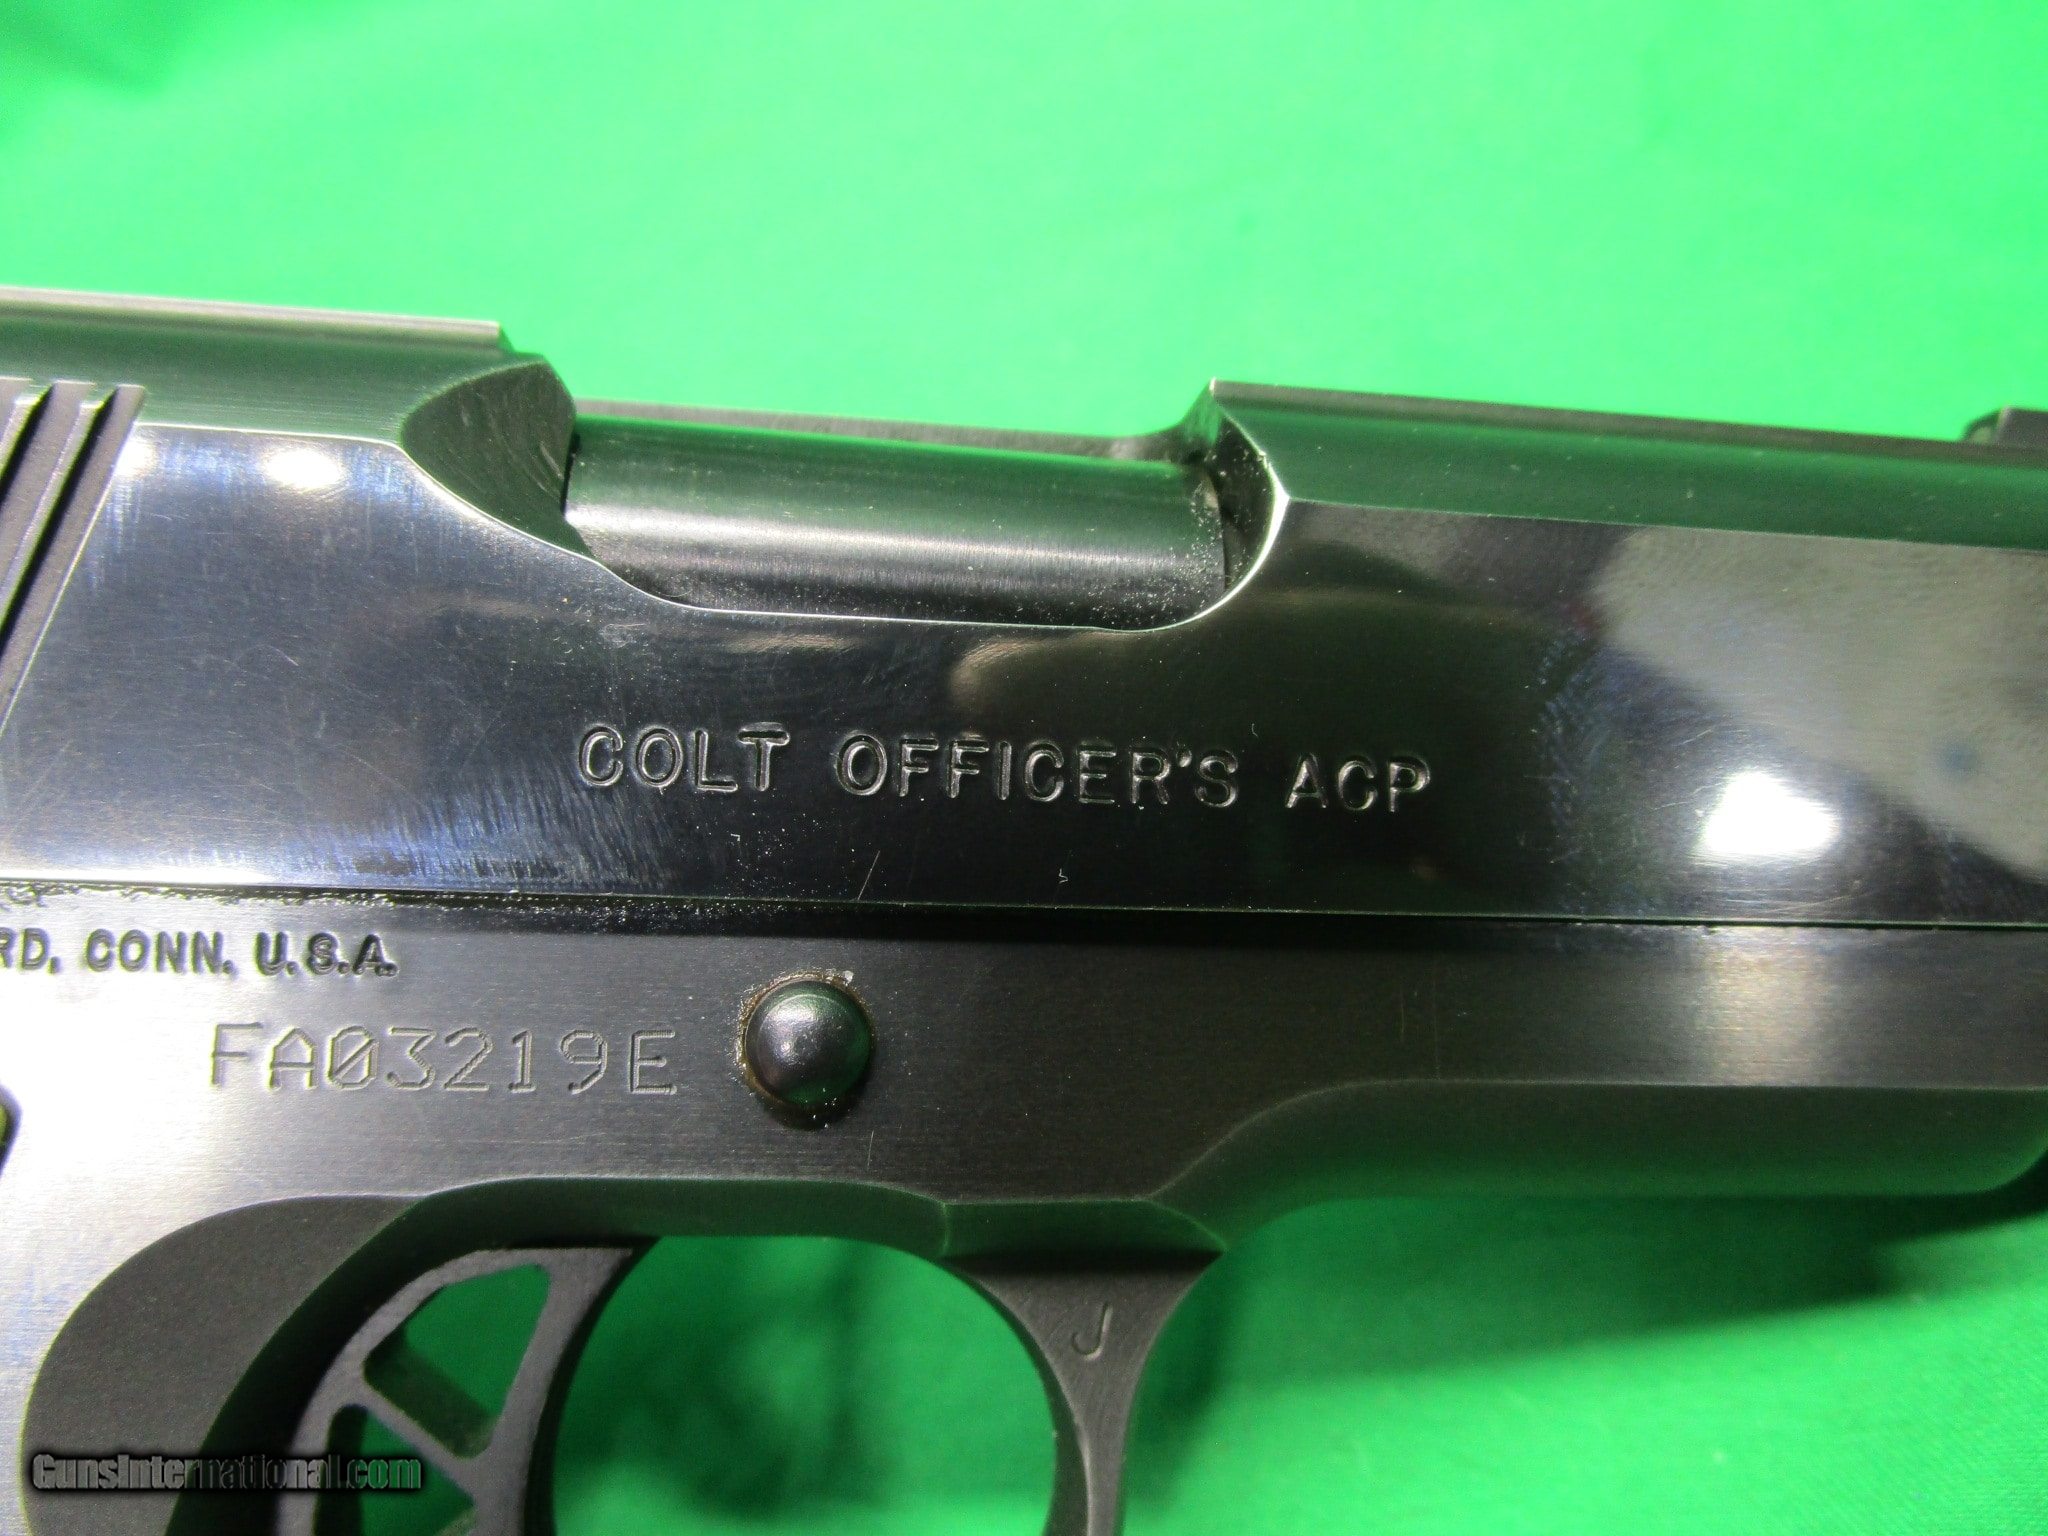 COLT OFFICER'S ACP
RD, CONN. U.S.A.
FA03219E
J
GunsInternational.com